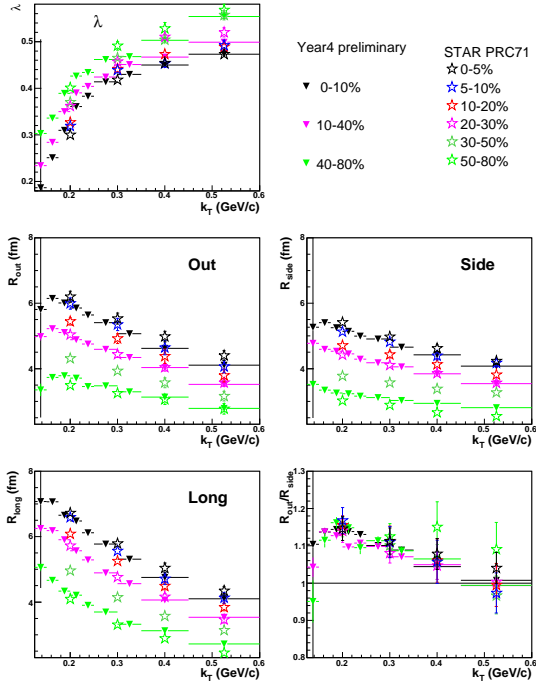 λ
λ
0.5
0.4
0.3
0.2
0.2 0.3 0.4 0.5 0.6
k_T (GeV/c)
Year4 preliminary
0-10%
10-40%
40-80%
STAR PRC71
0-5%
5-10%
10-20%
20-30%
30-50%
50-80%
R_out (fm)
8
6
4
Out
0.2 0.3 0.4 0.5 0.6
k_T (GeV/c)
R_side (fm)
8
6
4
Side
0.2 0.3 0.4 0.5 0.6
k_T (GeV/c)
R_long (fm)
8
6
4
Long
0.2 0.3 0.4 0.5 0.6
k_T (GeV/c)
R_out/R_side
1.2
1.1
1
0.9
0.2 0.3 0.4 0.5 0.6
k_T (GeV/c)